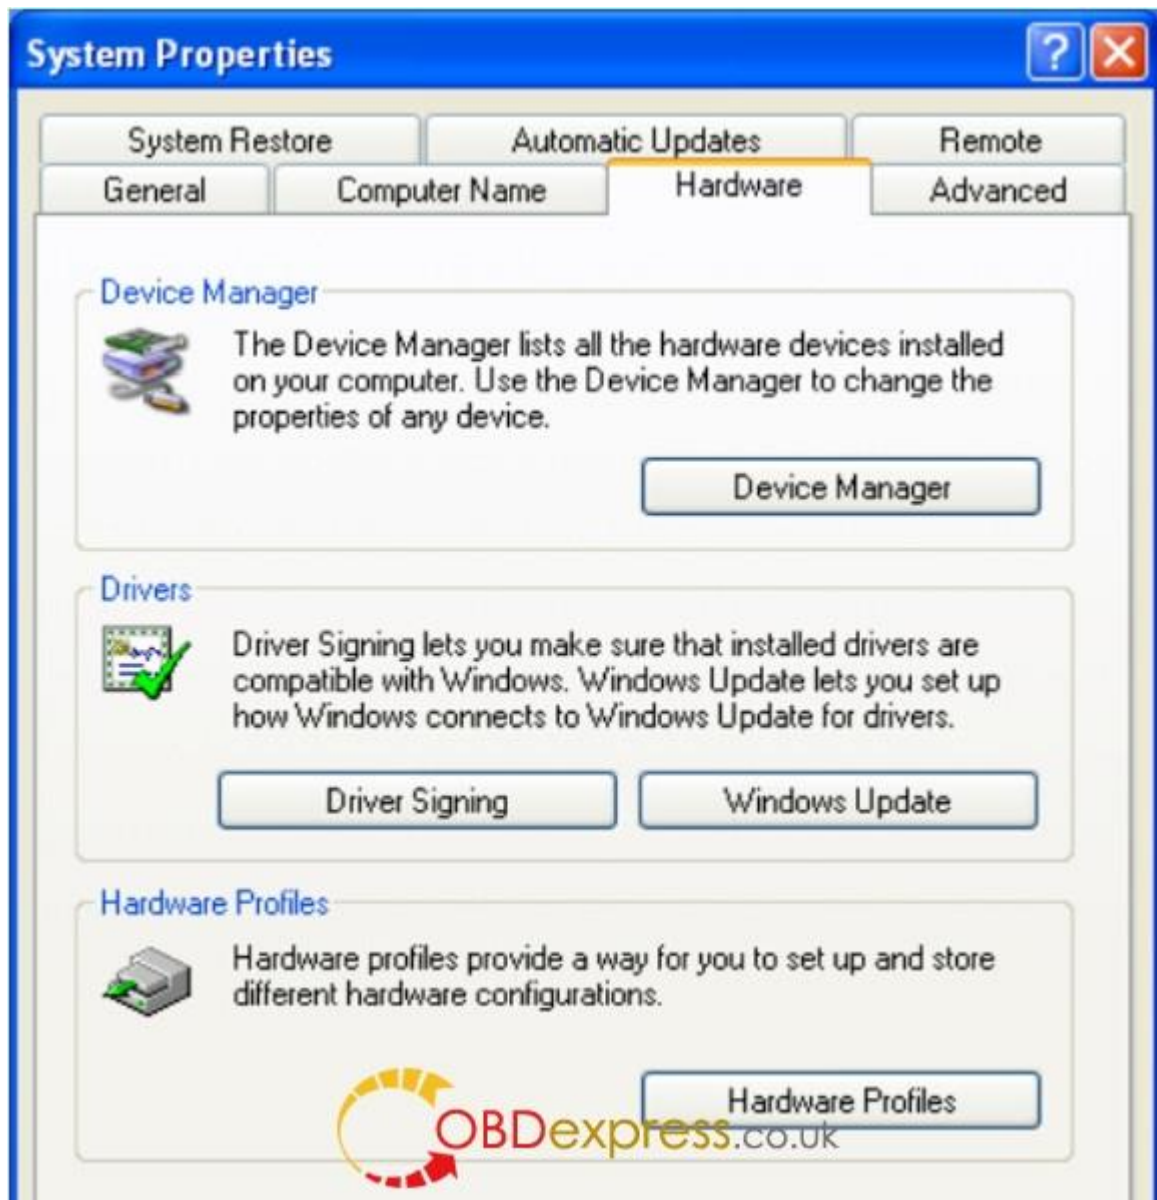 System Properties
?
System Restore Automatic Updates Remote
General Computer Name Hardware Advanced
Device Manager
The Device Manager lists all the hardware devices installed
on your computer. Use the Device Manager to change the
properties of any device.
Device Manager
Drivers
Driver Signing lets you make sure that installed drivers are
compatible with Windows. Windows Update lets you set up
how Windows connects to Windows Update for drivers.
Driver Signing Windows Update
Hardware Profiles
Hardware profiles provide a way for you to set up and store
different hardware configurations.
Hardware Profiles
OBDexpress.co.uk